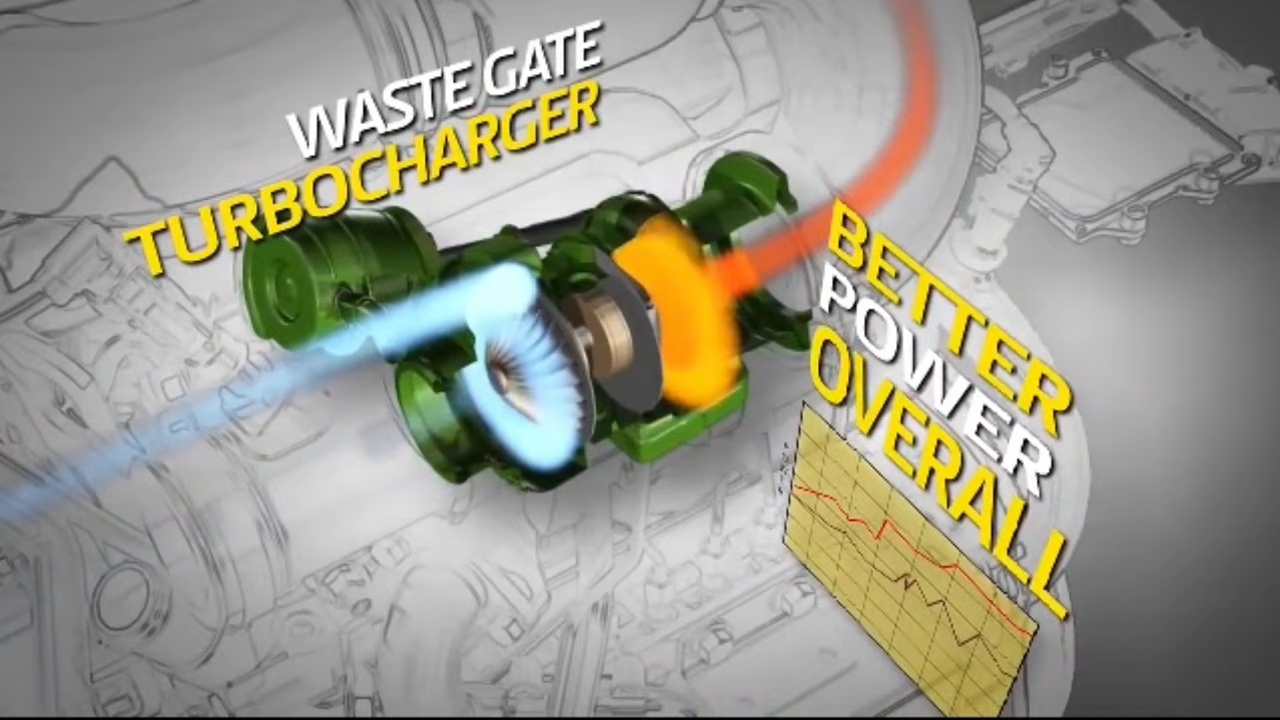 WASTE GATE
TURBOCHARGER
BETTER
POWER
OVERALL